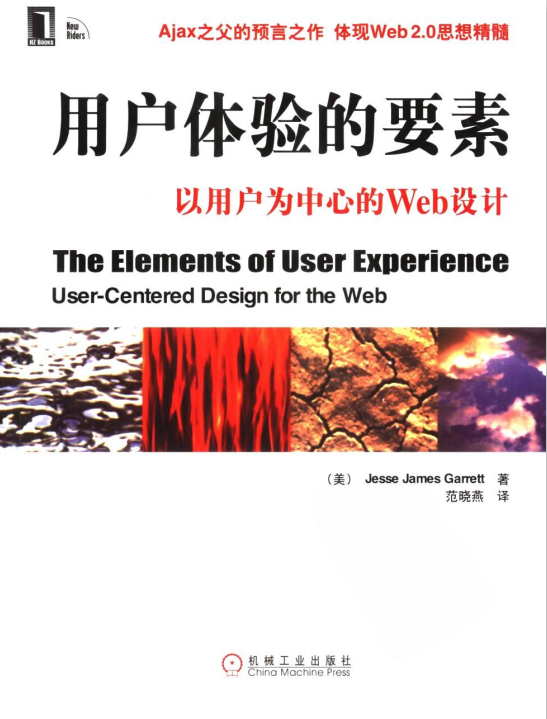 HZ Books
New
Riders
Ajax之父的预言之作 体现Web 2.0思想精髓
用户体验的要素
以用户为中心的Web设计
The Elements of User Experience
User-Centered Design for the Web
（美） Jesse James Garrett 著
范晓燕 译
机械工业出版社
China Machine Press